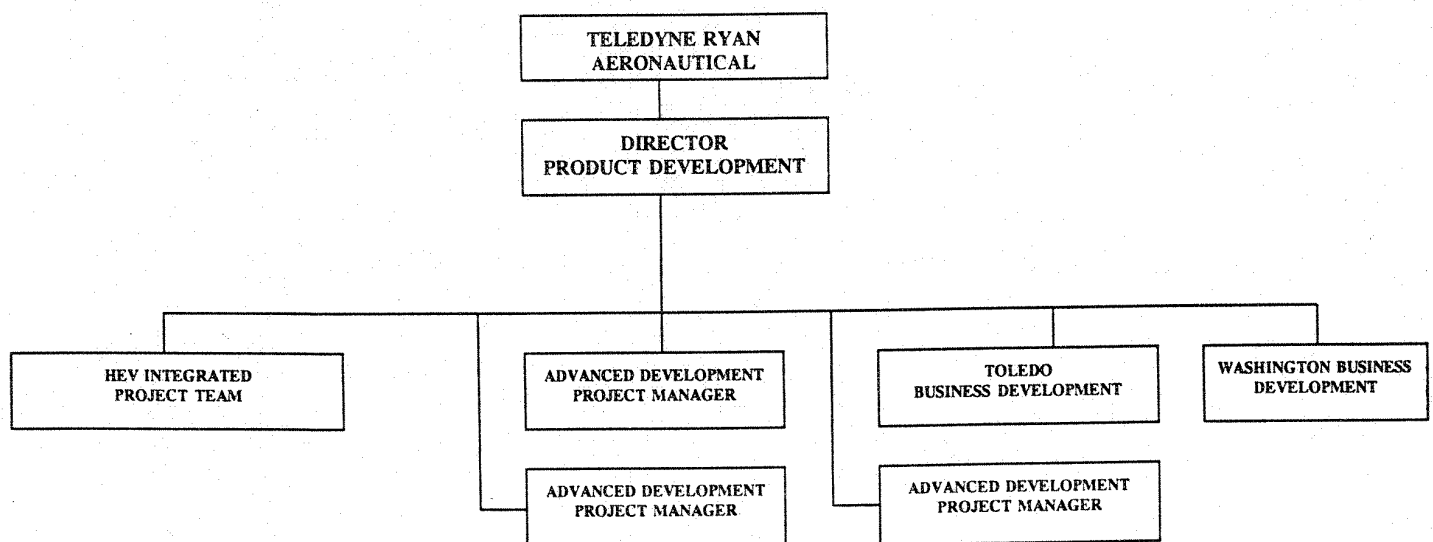 TELEDYNE RYAN
AERONAUTICAL
DIRECTOR
PRODUCT DEVELOPMENT
HEV INTEGRATED
PROJECT TEAM
ADVANCED DEVELOPMENT
PROJECT MANAGER
TOLEDO
BUSINESS DEVELOPMENT
WASHINGTON BUSINESS
DEVELOPMENT
ADVANCED DEVELOPMENT
PROJECT MANAGER
ADVANCED DEVELOPMENT
PROJECT MANAGER